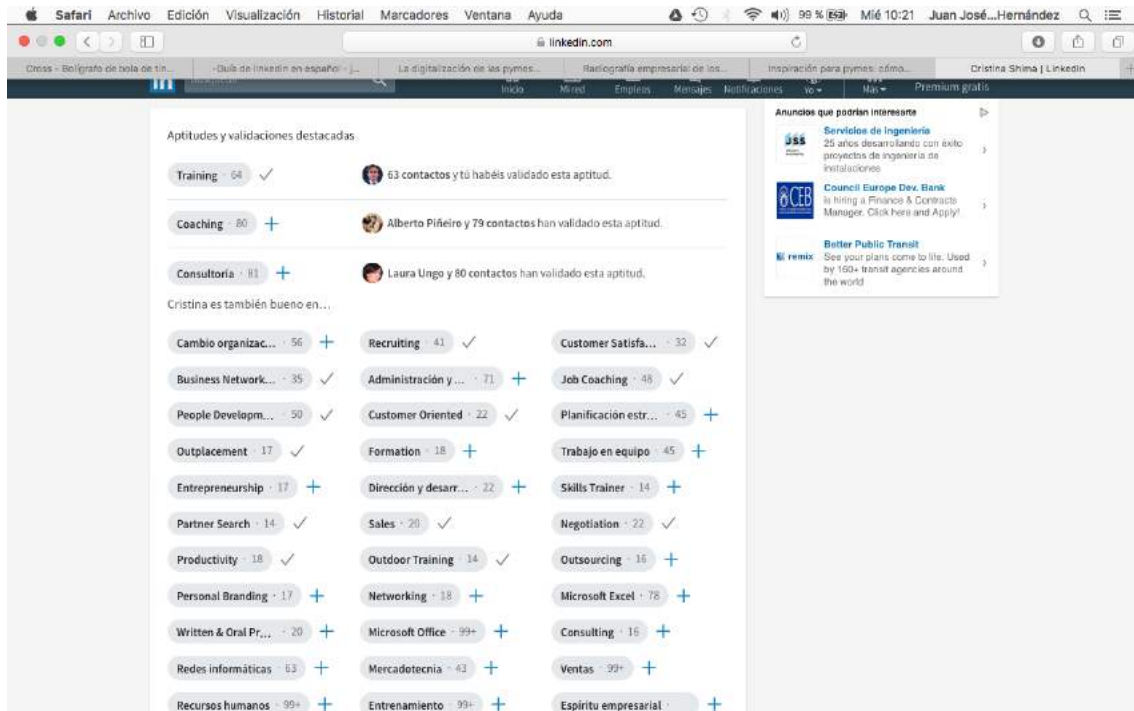 Safari Archivo Edición Visualización Historial Marcadores Ventana Ayuda 99 % Mié 10:21 Juan José...Hernández
linkedin.com
Cross - Bolígrafo de bola de tin... -Guía de linkedin en español - j... La digitalización de las pymes... Radiografía empresarial de los... Inspiración para pymes: cómo... Cristina Shima | LinkedIn
in Inicio Mi red Empleos Mensajes Notificaciones Yo Más Premium gratis
Aptitudes y validaciones destacadas
Training · 64 63 contactos y tú habéis validado esta aptitud.
Coaching · 80 Alberto Piñeiro y 79 contactos han validado esta aptitud.
Consultoría · 81 Laura Ungo y 80 contactos han validado esta aptitud.
Cristina es también bueno en...
Cambio organizac... · 56 Recruiting · 41 Customer Satisfa... · 32
Business Network... · 35 Administración y ... · 71 Job Coaching · 48
People Developm... · 50 Customer Oriented · 22 Planificación estr... · 45
Outplacement · 17 Formation · 18 Trabajo en equipo · 45
Entrepreneurship · 17 Dirección y desarr... · 22 Skills Trainer · 14
Partner Search · 14 Sales · 20 Negotiation · 22
Productivity · 18 Outdoor Training · 14 Outsourcing · 16
Personal Branding · 17 Networking · 18 Microsoft Excel · 78
Written & Oral Pr... · 20 Microsoft Office · 99+ Consulting · 16
Redes informáticas · 63 Mercadotecnia · 43 Ventas · 99+
Recursos humanos · 99+ Entrenamiento · 99+ Espíritu empresarial ·
Anuncios que podrían interesarte
JSS
Servicios de ingeniería
25 años desarrollando con éxito
proyectos de ingeniería de
instalaciones
CEB
Council Europe Dev. Bank
is hiring a Finance & Contracts
Manager. Click here and Apply!
remix
Better Public Transit
See your plans come to life. Used
by 160+ transit agencies around
the world